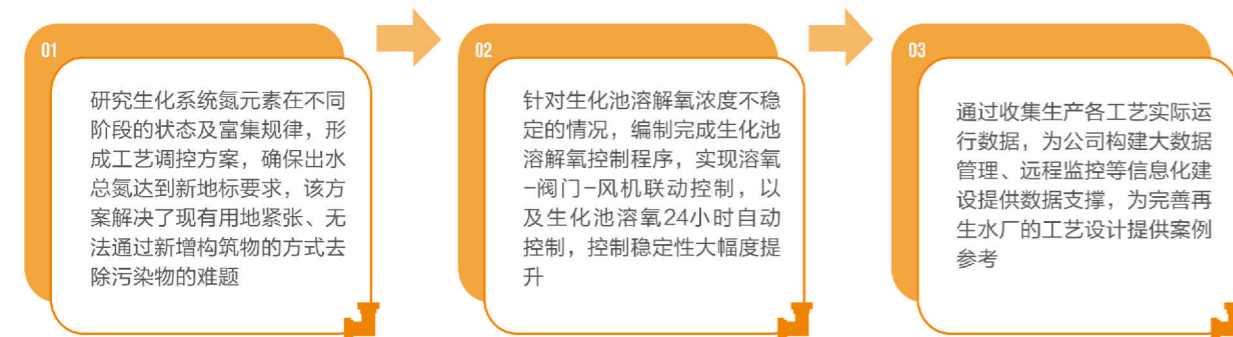 01
研究生化系统氮元素在不同
阶段的状态及富集规律，形
成工艺调控方案，确保出水
总氮达到新地标要求，该方
案解决了现有用地紧张、无
法通过新增构筑物的方式去
除污染物的难题
02
针对生化池溶解氧浓度不稳
定的情况，编制完成生化池
溶解氧控制程序，实现溶氧
-阀门-风机联动控制，以
及生化池溶氧24小时自动
控制，控制稳定性大幅度提
升
03
通过收集生产各工艺实际运
行数据，为公司构建大数据
管理、远程监控等信息化建
设提供数据支撑，为完善再
生水厂的工艺设计提供案例
参考